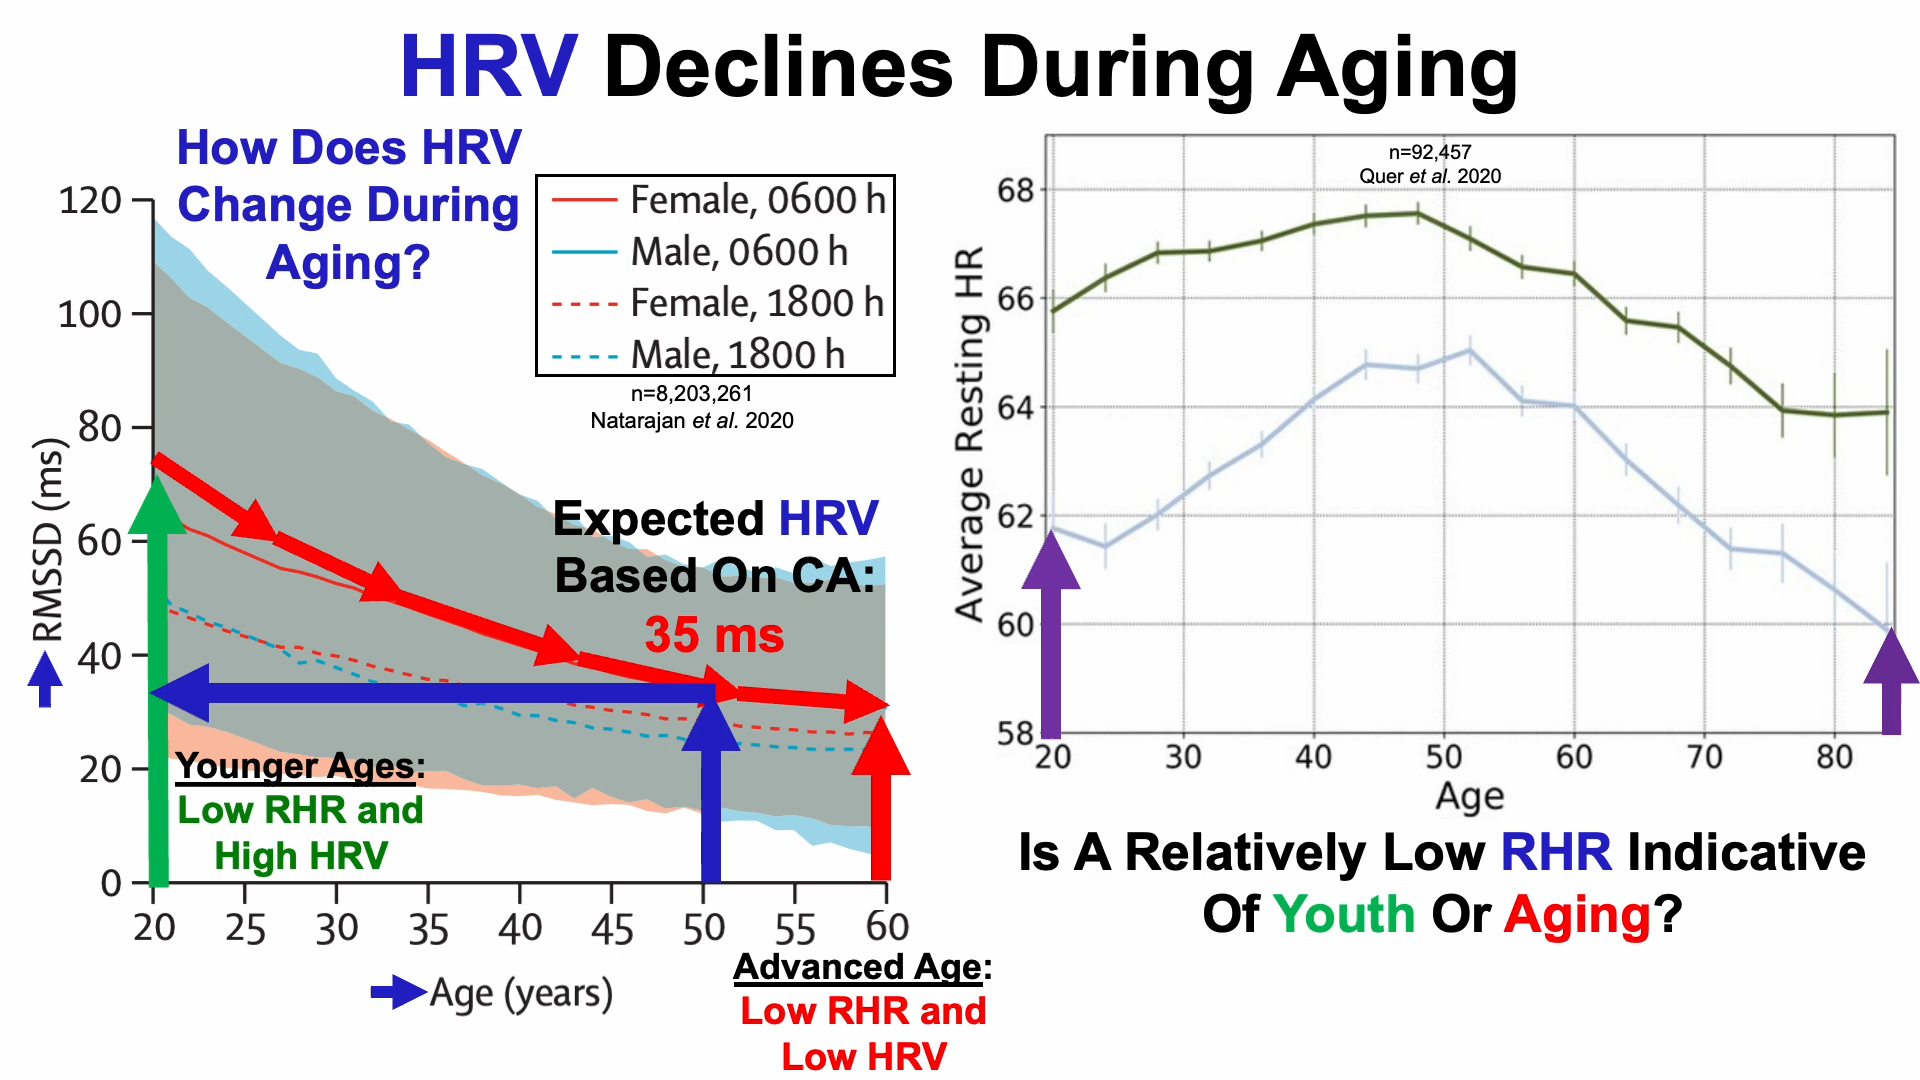 HRV Declines During Aging
How Does HRV
Change During
Aging?
Female, 0600 h
Male, 0600 h
Female, 1800 h
Male, 1800 h
n=8,203,261
Natarajan et al. 2020
120
100
80
60
40
20
0
RMSSD (ms)
Expected HRV
Based On CA:
35 ms
Younger Ages:
Low RHR and
High HRV
20 25 30 35 40 45 50 55 60
Age (years)
Advanced Age:
Low RHR and
Low HRV
n=92,457
Quer et al. 2020
68
66
64
62
60
58
Average Resting HR
20 30 40 50 60 70 80
Age
Is A Relatively Low RHR Indicative
Of Youth Or Aging?